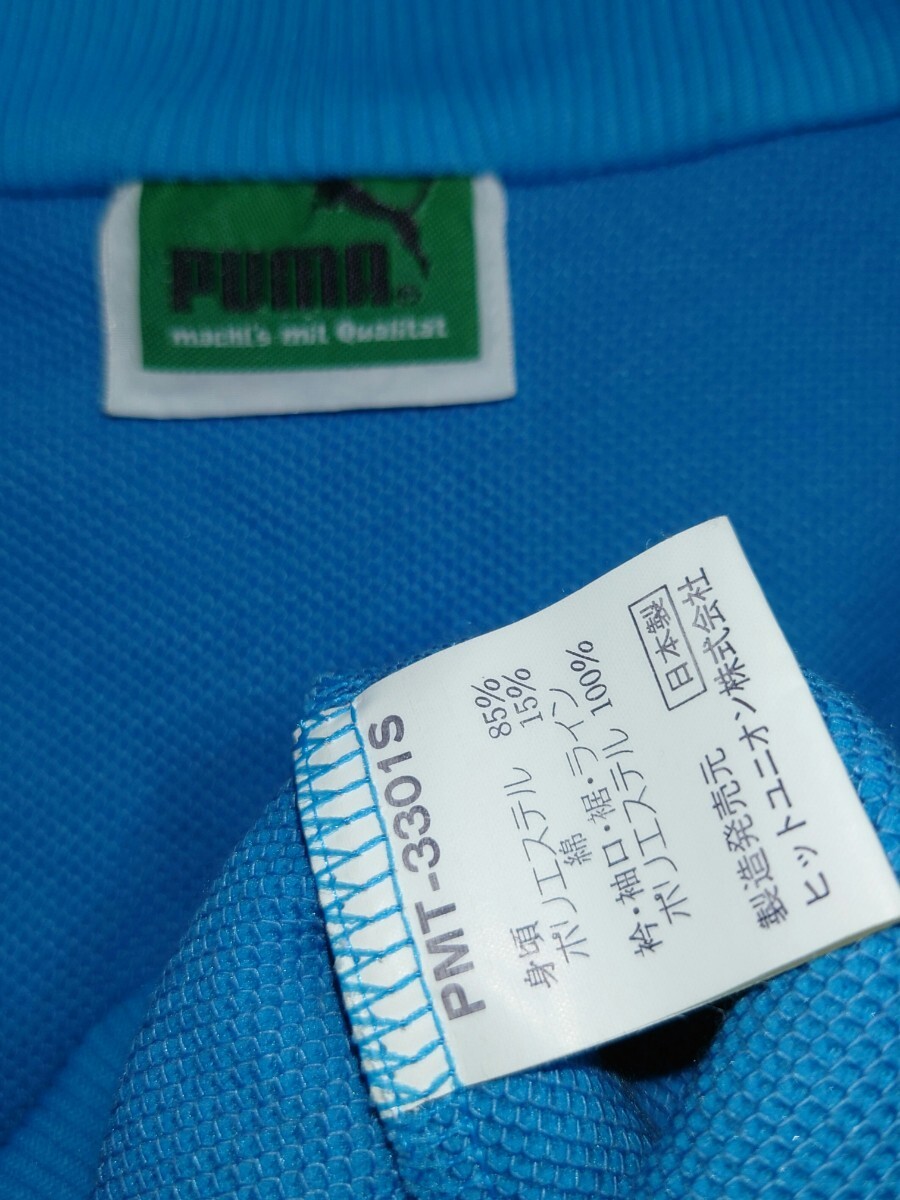 PUMA®
macht's mit Qualität
PMT-3301S
身頃
ポリエステル 85%
綿 15%
衿・袖口・裾・ライン
ポリエステル 100%
日本製
製造発売元
ヒットユニオン株式会社